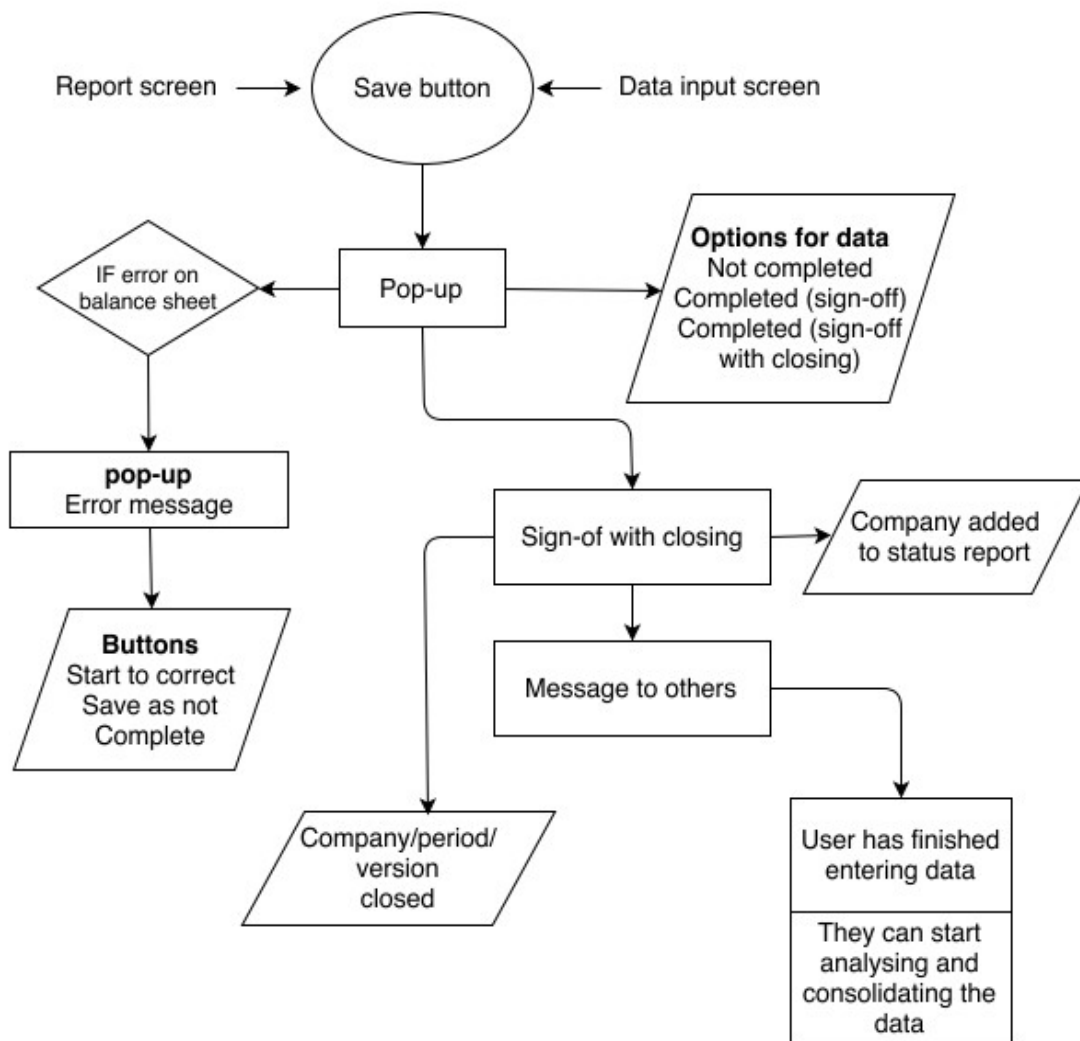 Report screen
Save button
Data input screen
IF error on
balance sheet
Pop-up
Options for data
Not completed
Completed (sign-off)
Completed (sign-off
with closing)
pop-up
Error message
Sign-of with closing
Company added
to status report
Buttons
Start to correct
Save as not
Complete
Message to others
Company/period/
version
closed
User has finished
entering data
They can start
analysing and
consolidating the
data